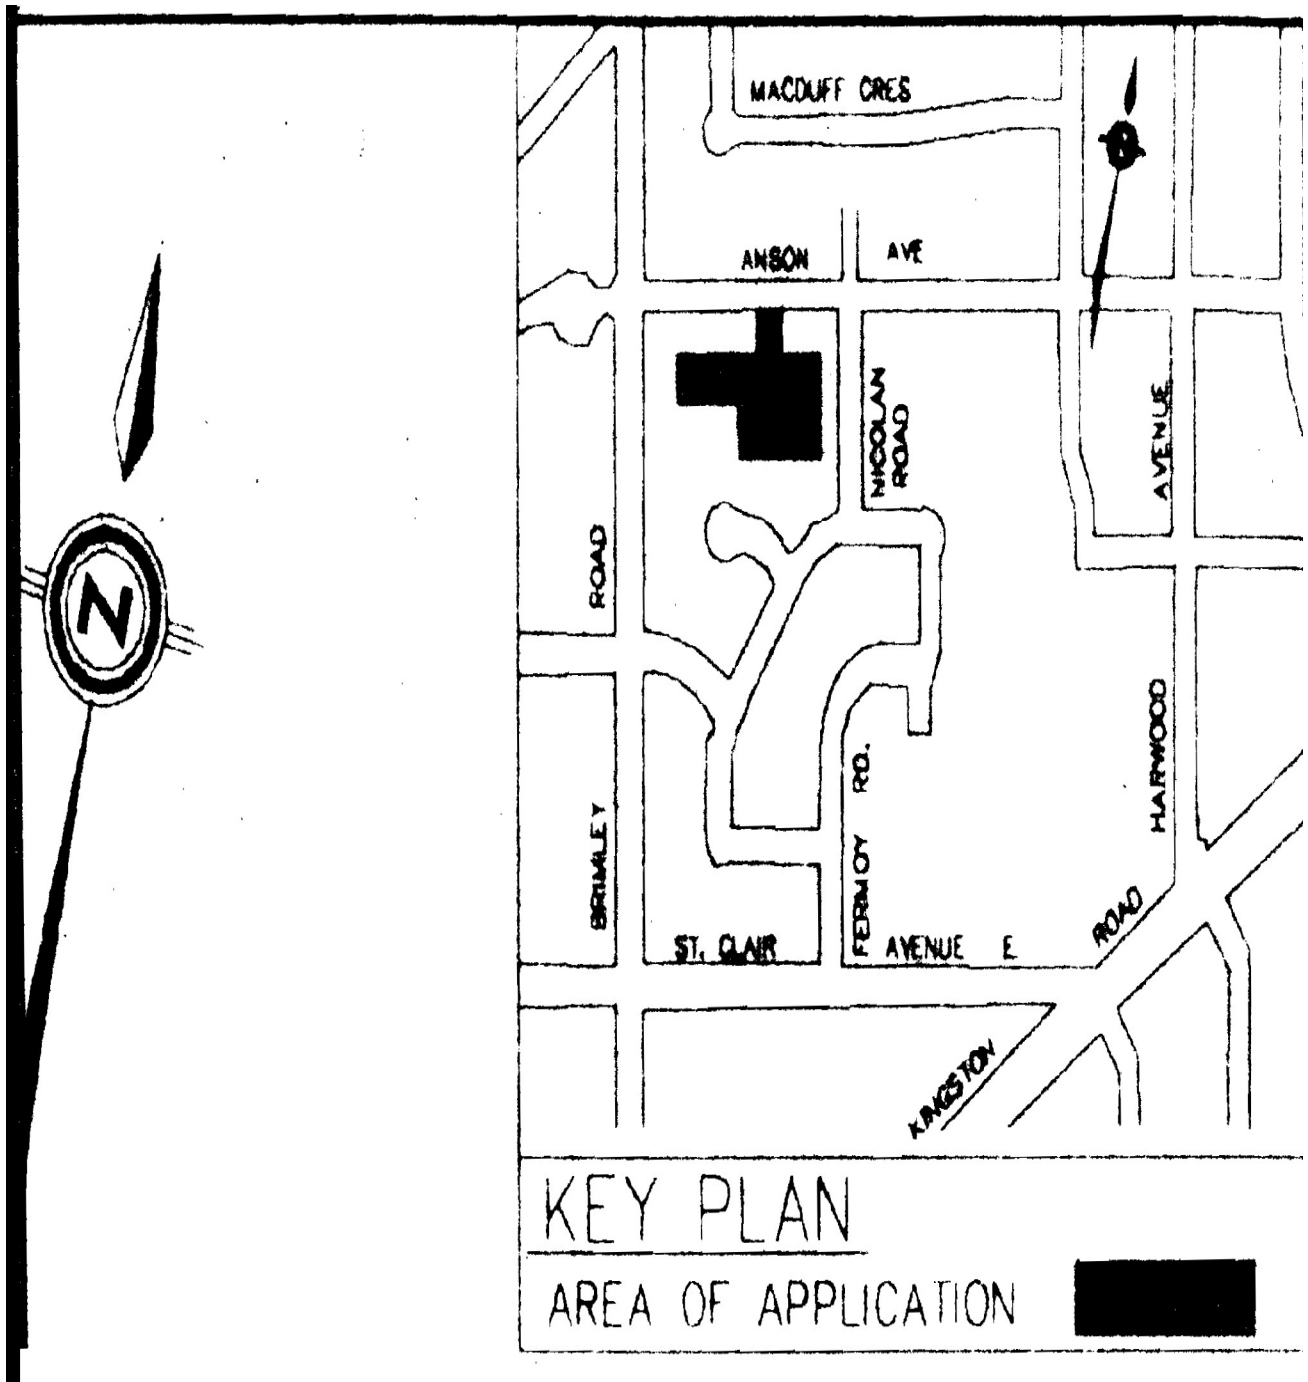 MACDUFF CRES
N
ANSON AVE
NICOLAN
ROAD
AVENUE
N
ROAD
HARWOOD
RD.
BRIMLEY
FERMOY
ROAD
ST. CLAIR AVENUE E
KINGSTON
KEY PLAN
AREA OF APPLICATION